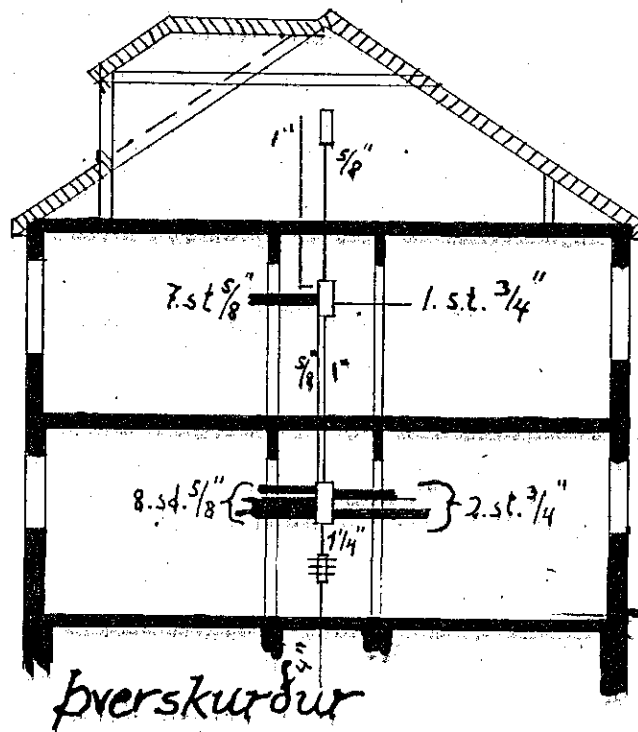 1"
5/8"
7.st 5/8"
1.s.t. 3/4"
5/8"
1"
8.st. 5/8"
2.st. 3/4"
1 1/4"
4"
Þverskurður